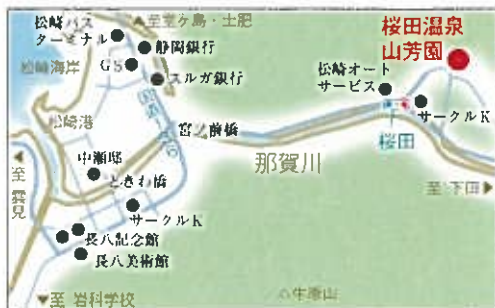 松崎バス
ターミナル
▲至堂ケ島・土肥
静岡銀行
GS
スルガ銀行
松崎海岸
松崎港
国道136
宮ノ前橋
中瀬邸
ときわ橋
サークルK
長八記念館
長八美術館
◀至 雲見
▼至 岩科学校
那賀川
牛原山
桜田温泉
山芳園
松崎オート
サービス
サークルK
桜田
至 下田▶